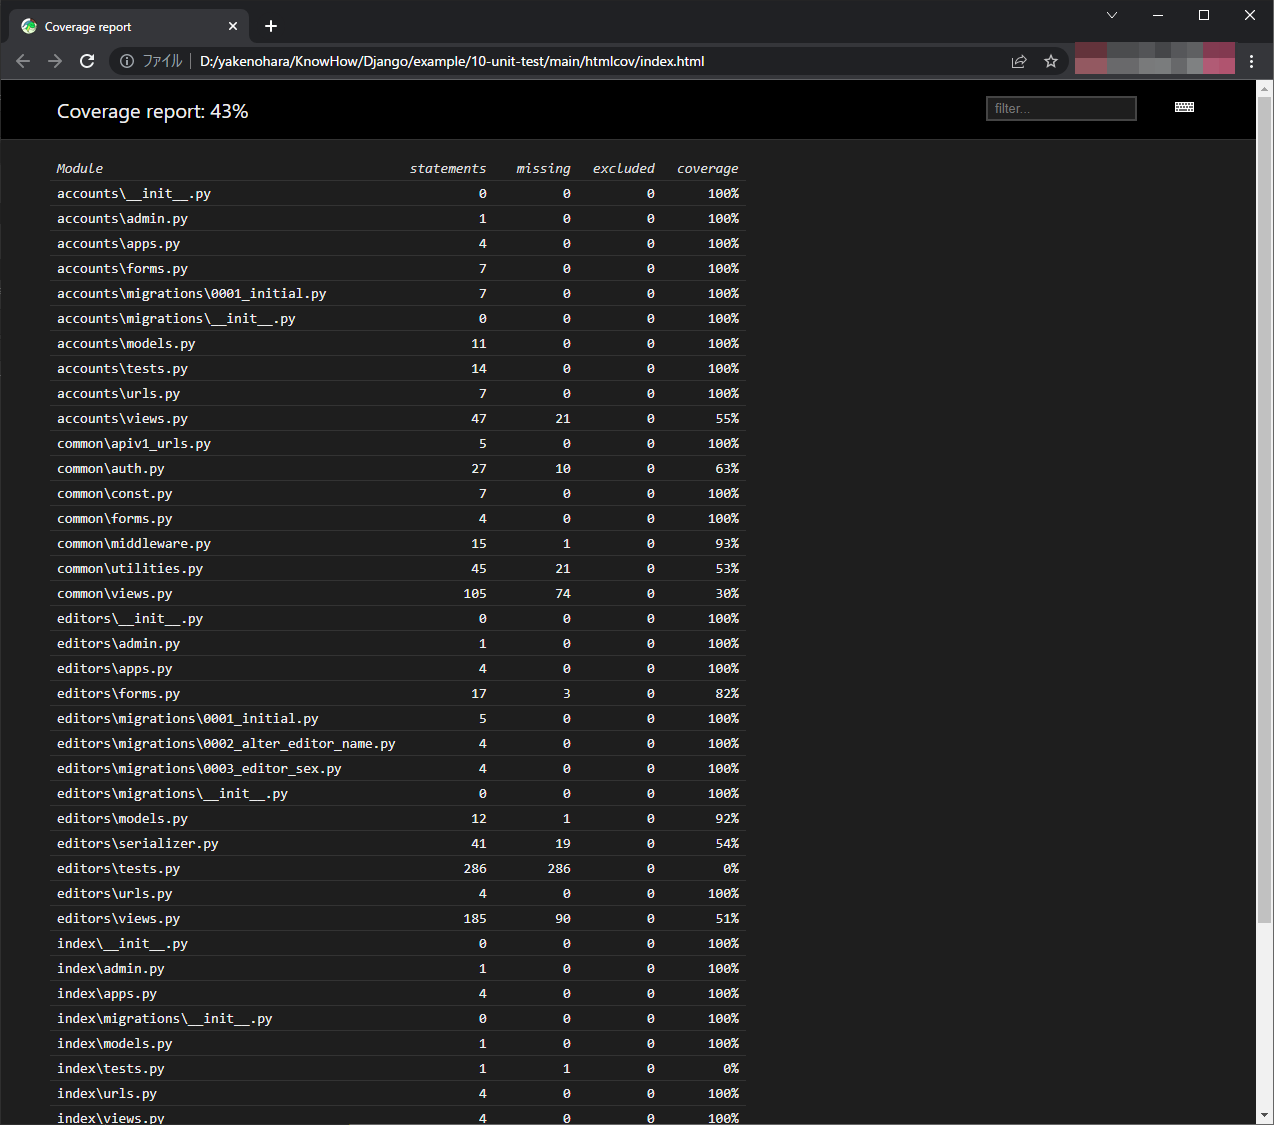 Coverage report
ファイル D:/yakenohara/KnowHow/Django/example/10-unit-test/main/htmlcov/index.html
Coverage report: 43% filter...
Module statements missing excluded coverage
accounts\__init__.py 0 0 0 100%
accounts\admin.py 1 0 0 100%
accounts\apps.py 4 0 0 100%
accounts\forms.py 7 0 0 100%
accounts\migrations\0001_initial.py 7 0 0 100%
accounts\migrations\__init__.py 0 0 0 100%
accounts\models.py 11 0 0 100%
accounts\tests.py 14 0 0 100%
accounts\urls.py 7 0 0 100%
accounts\views.py 47 21 0 55%
common\apiv1_urls.py 5 0 0 100%
common\auth.py 27 10 0 63%
common\const.py 7 0 0 100%
common\forms.py 4 0 0 100%
common\middleware.py 15 1 0 93%
common\utilities.py 45 21 0 53%
common\views.py 105 74 0 30%
editors\__init__.py 0 0 0 100%
editors\admin.py 1 0 0 100%
editors\apps.py 4 0 0 100%
editors\forms.py 17 3 0 82%
editors\migrations\0001_initial.py 5 0 0 100%
editors\migrations\0002_alter_editor_name.py 4 0 0 100%
editors\migrations\0003_editor_sex.py 4 0 0 100%
editors\migrations\__init__.py 0 0 0 100%
editors\models.py 12 1 0 92%
editors\serializer.py 41 19 0 54%
editors\tests.py 286 286 0 0%
editors\urls.py 4 0 0 100%
editors\views.py 185 90 0 51%
index\__init__.py 0 0 0 100%
index\admin.py 1 0 0 100%
index\apps.py 4 0 0 100%
index\migrations\__init__.py 0 0 0 100%
index\models.py 1 0 0 100%
index\tests.py 1 1 0 0%
index\urls.py 4 0 0 100%
index\views.py 4 0 0 100%